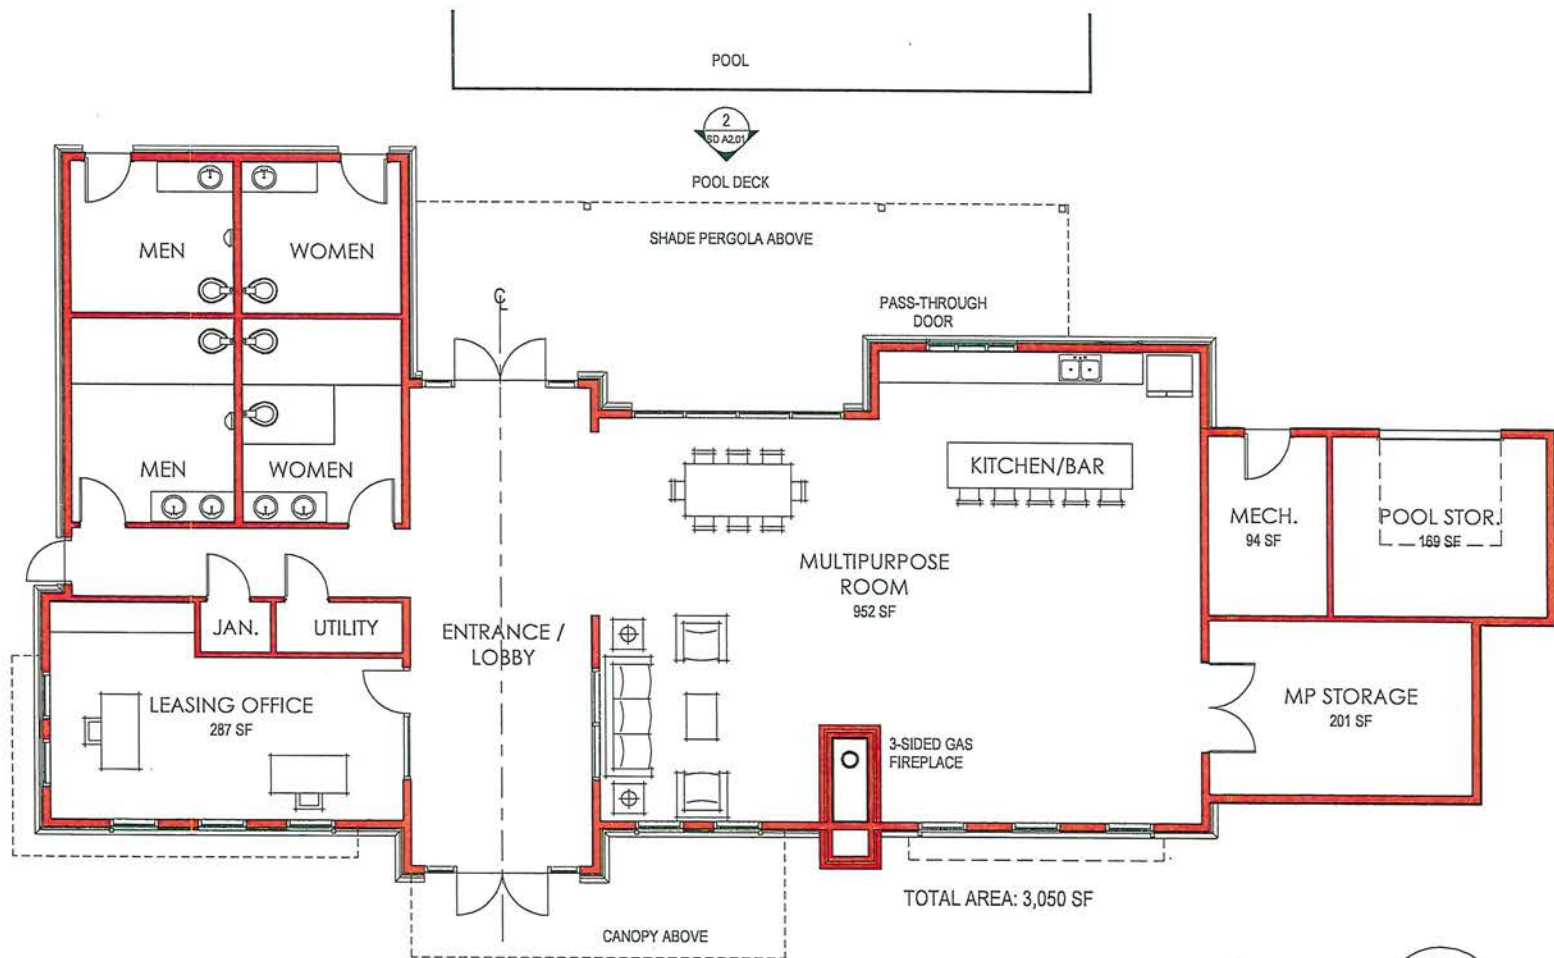 POOL
2
SD A2.01
POOL DECK
SHADE PERGOLA ABOVE
MEN
WOMEN
℄
PASS-THROUGH
DOOR
MEN
WOMEN
KITCHEN/BAR
MECH.
94 SF
POOL STOR.
169 SF
MULTIPURPOSE
ROOM
952 SF
JAN.
UTILITY
ENTRANCE /
LOBBY
LEASING OFFICE
287 SF
MP STORAGE
201 SF
3-SIDED GAS
FIREPLACE
TOTAL AREA: 3,050 SF
CANOPY ABOVE